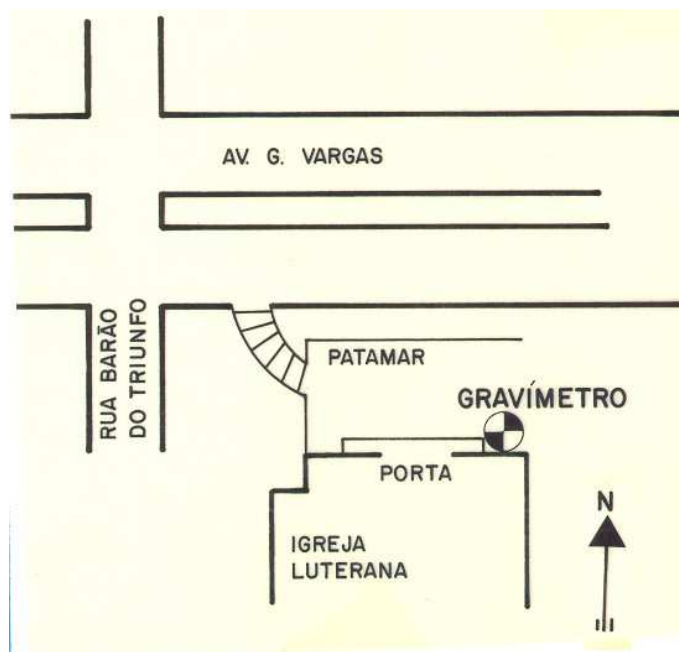 AV. G. VARGAS
RUA BARÃO
DO TRIUNFO
PATAMAR
GRAVÍMETRO
PORTA
N
IGREJA
LUTERANA